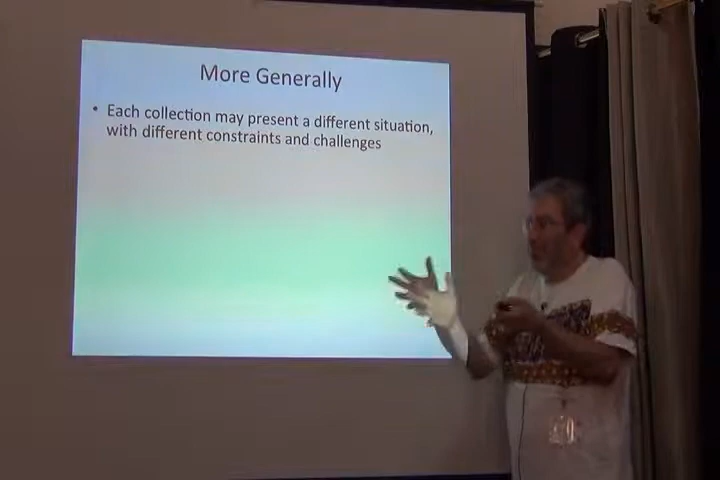 More Generally
• Each collection may present a different situation,
with different constraints and challenges